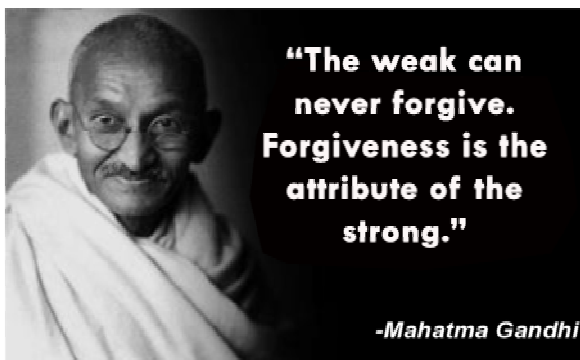 “The weak can
never forgive.
Forgiveness is the
attribute of the
strong.”
-Mahatma Gandhi